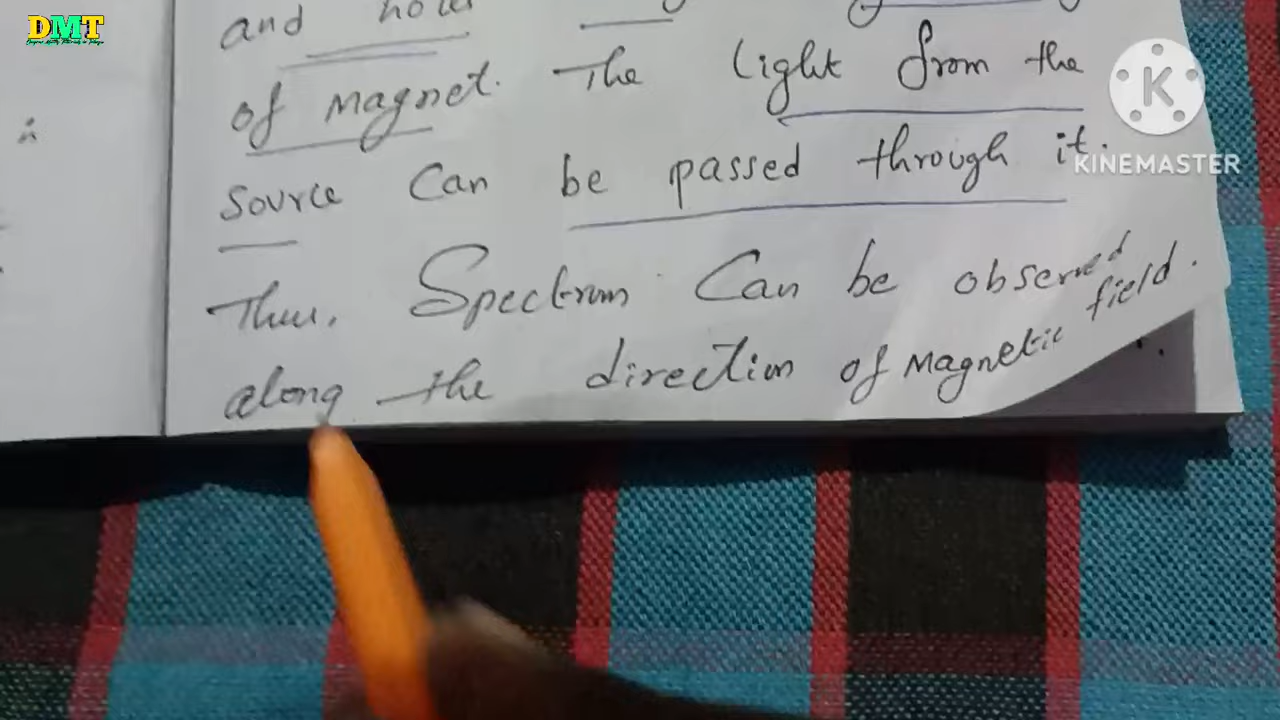 DMT
and
of magnet. The light from the
KINEMASTER
source Can be passed through it.
Thus, Spectrum Can be observed
along the direction of Magnetic field.